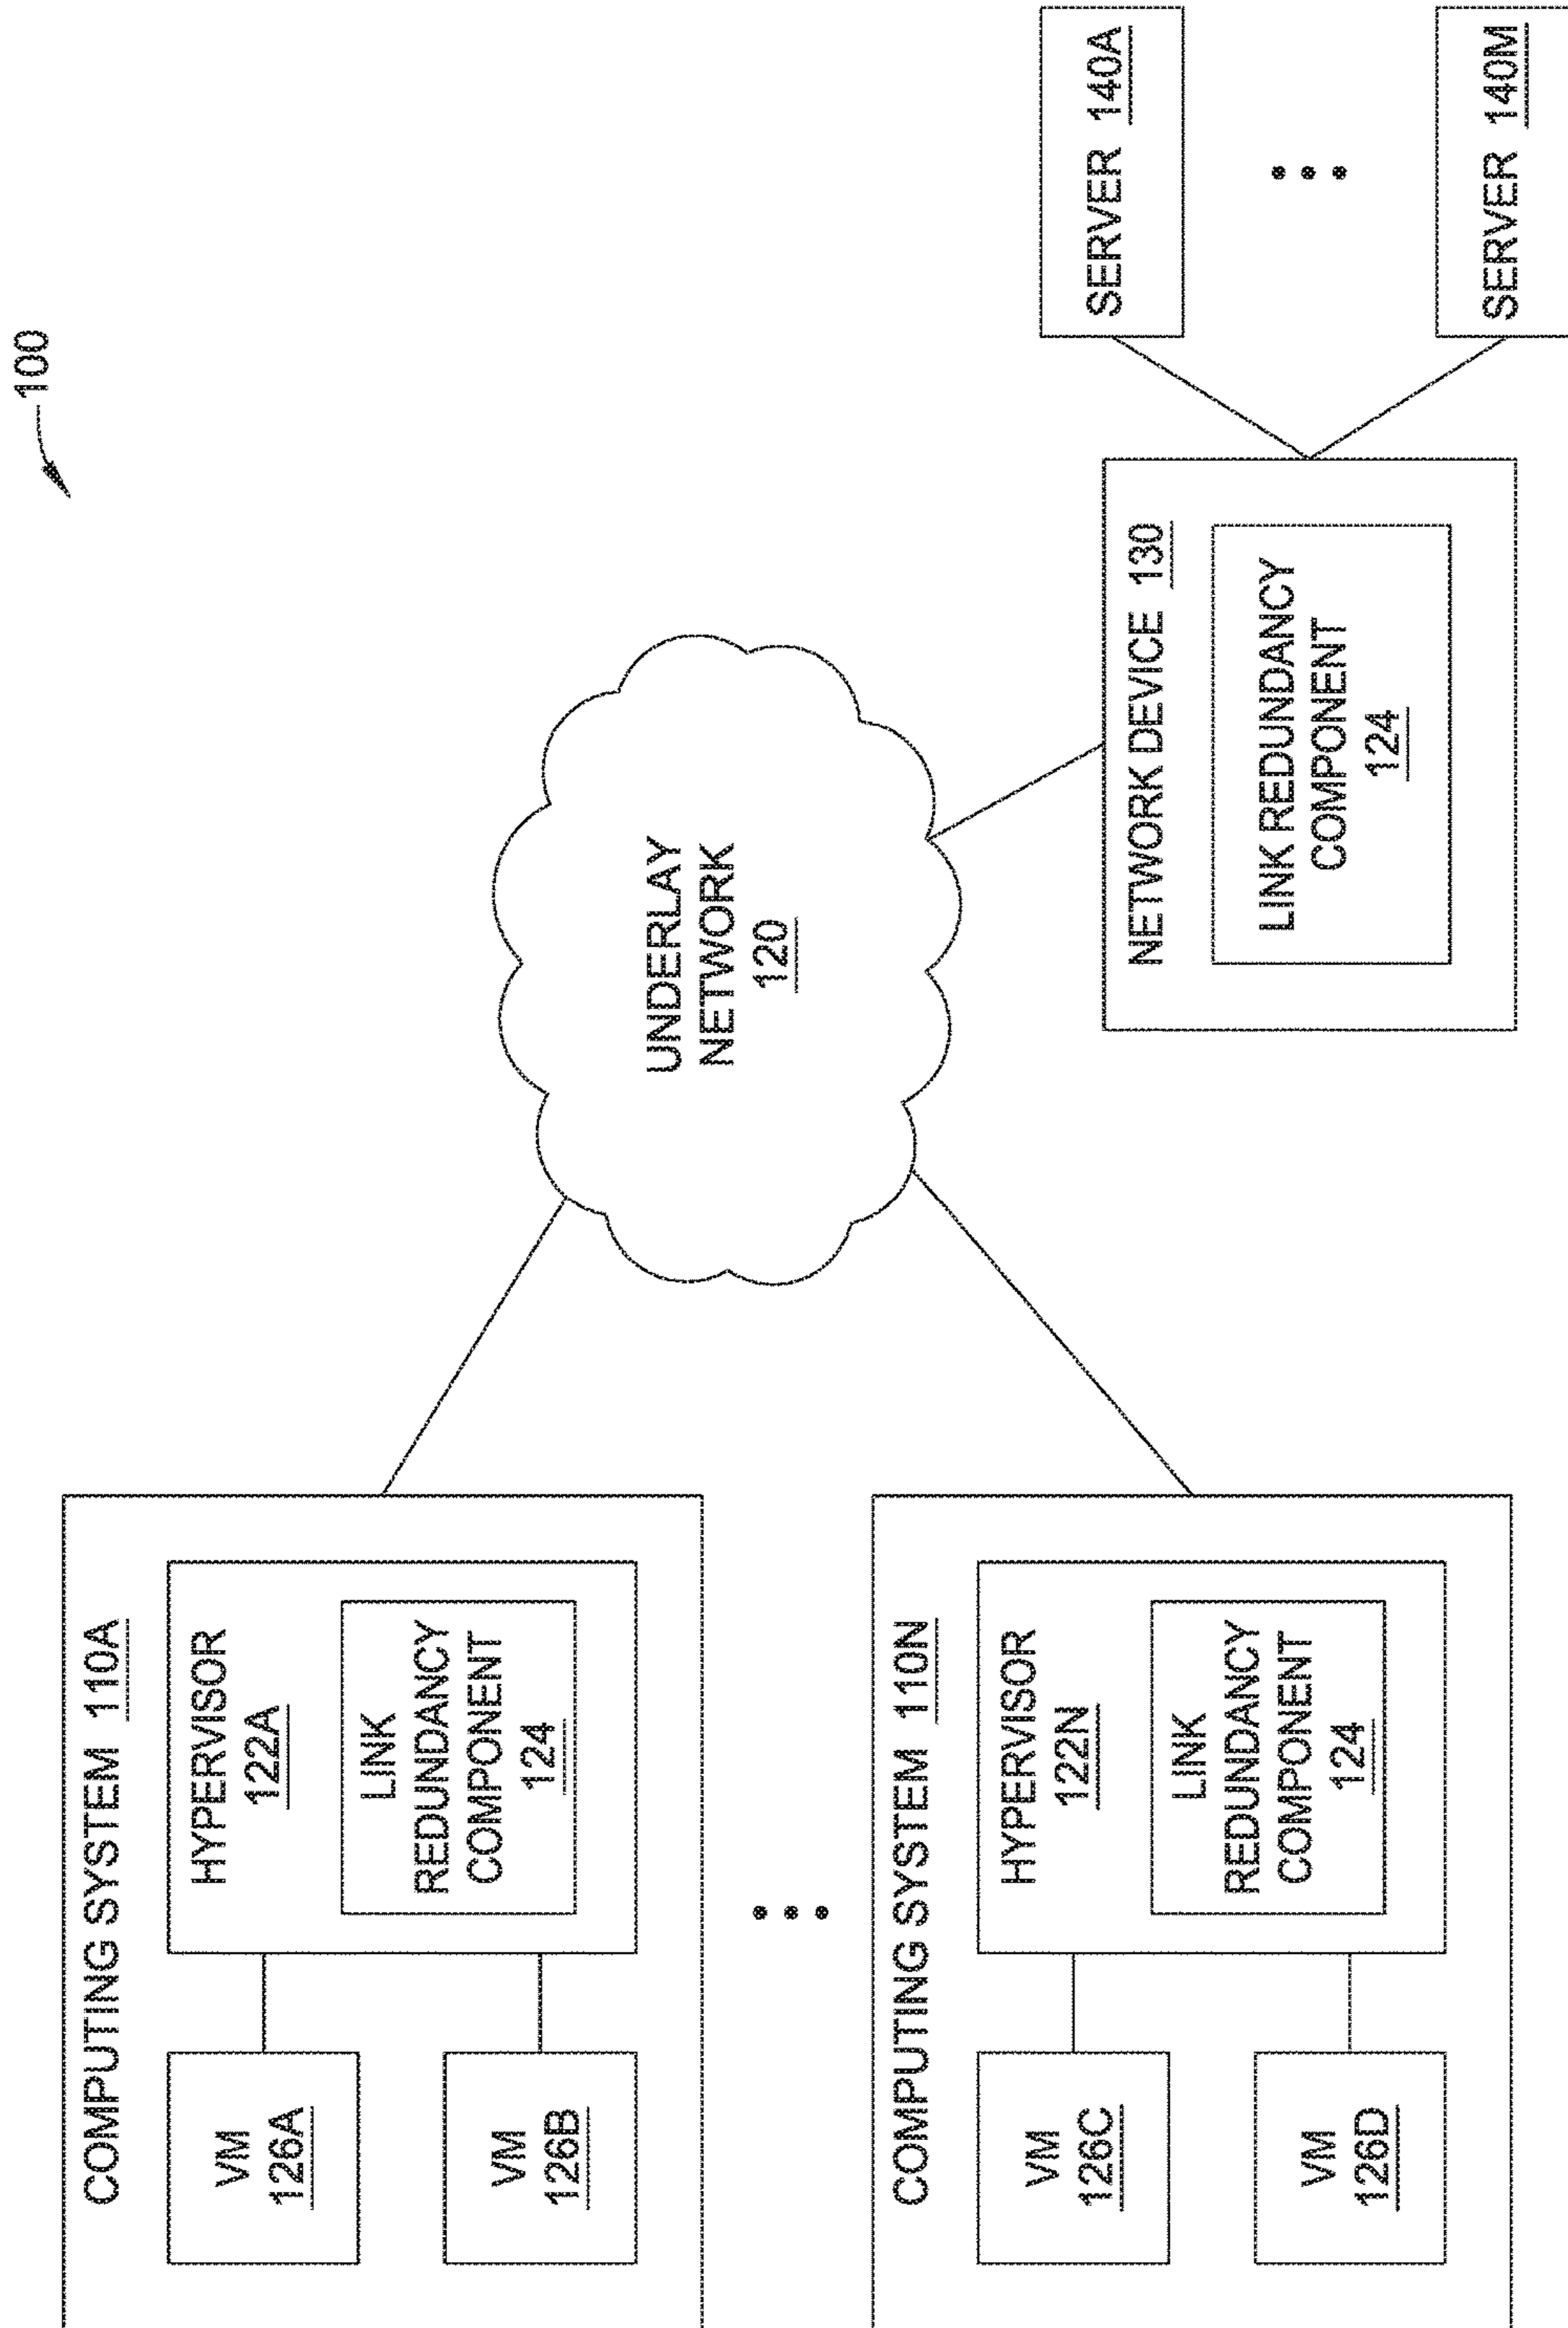 100
COMPUTING SYSTEM 110A
VM
126A
VM
126B
HYPERVISOR
122A
LINK
REDUNDANCY
COMPONENT
124
COMPUTING SYSTEM 110N
VM
126C
VM
126D
HYPERVISOR
122N
LINK
REDUNDANCY
COMPONENT
124
UNDERLAY
NETWORK
120
NETWORK DEVICE 130
LINK REDUNDANCY
COMPONENT
124
SERVER 140A
SERVER 140M